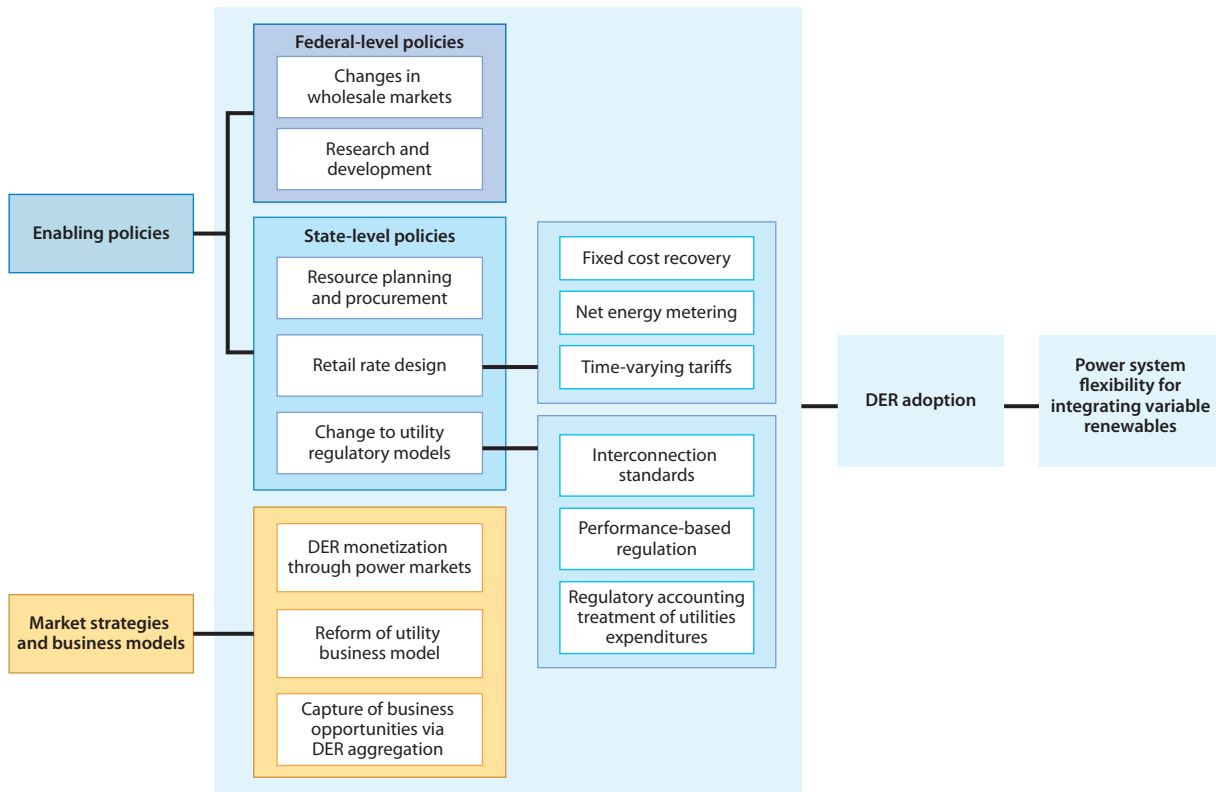 Enabling policies
Market strategies
and business models
Federal-level policies
Changes in
wholesale markets
Research and
development
State-level policies
Resource planning
and procurement
Retail rate design
Change to utility
regulatory models
DER monetization
through power markets
Reform of utility
business model
Capture of business
opportunities via
DER aggregation
Fixed cost recovery
Net energy metering
Time-varying tariffs
Interconnection
standards
Performance-based
regulation
Regulatory accounting
treatment of utilities
expenditures
DER adoption
Power system
flexibility for
integrating variable
renewables